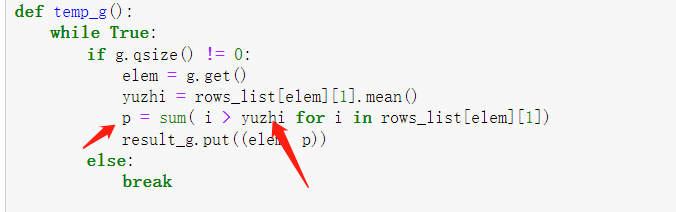 def temp_g():
    while True:
        if g.qsize() != 0:
            elem = g.get()
            yuzhi = rows_list[elem][1].mean()
            p = sum( i > yuzhi for i in rows_list[elem][1])
            result_g.put((elem p))
        else:
            break